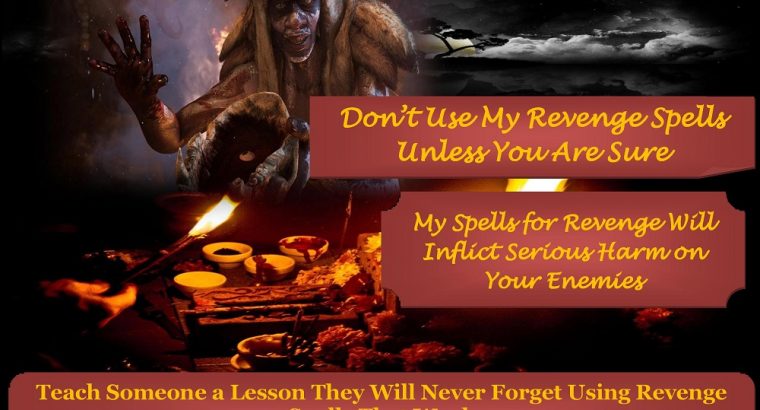 Don't Use My Revenge Spells
Unless You Are Sure
My Spells for Revenge Will
Inflict Serious Harm on
Your Enemies
Teach Someone a Lesson They Will Never Forget Using Revenge